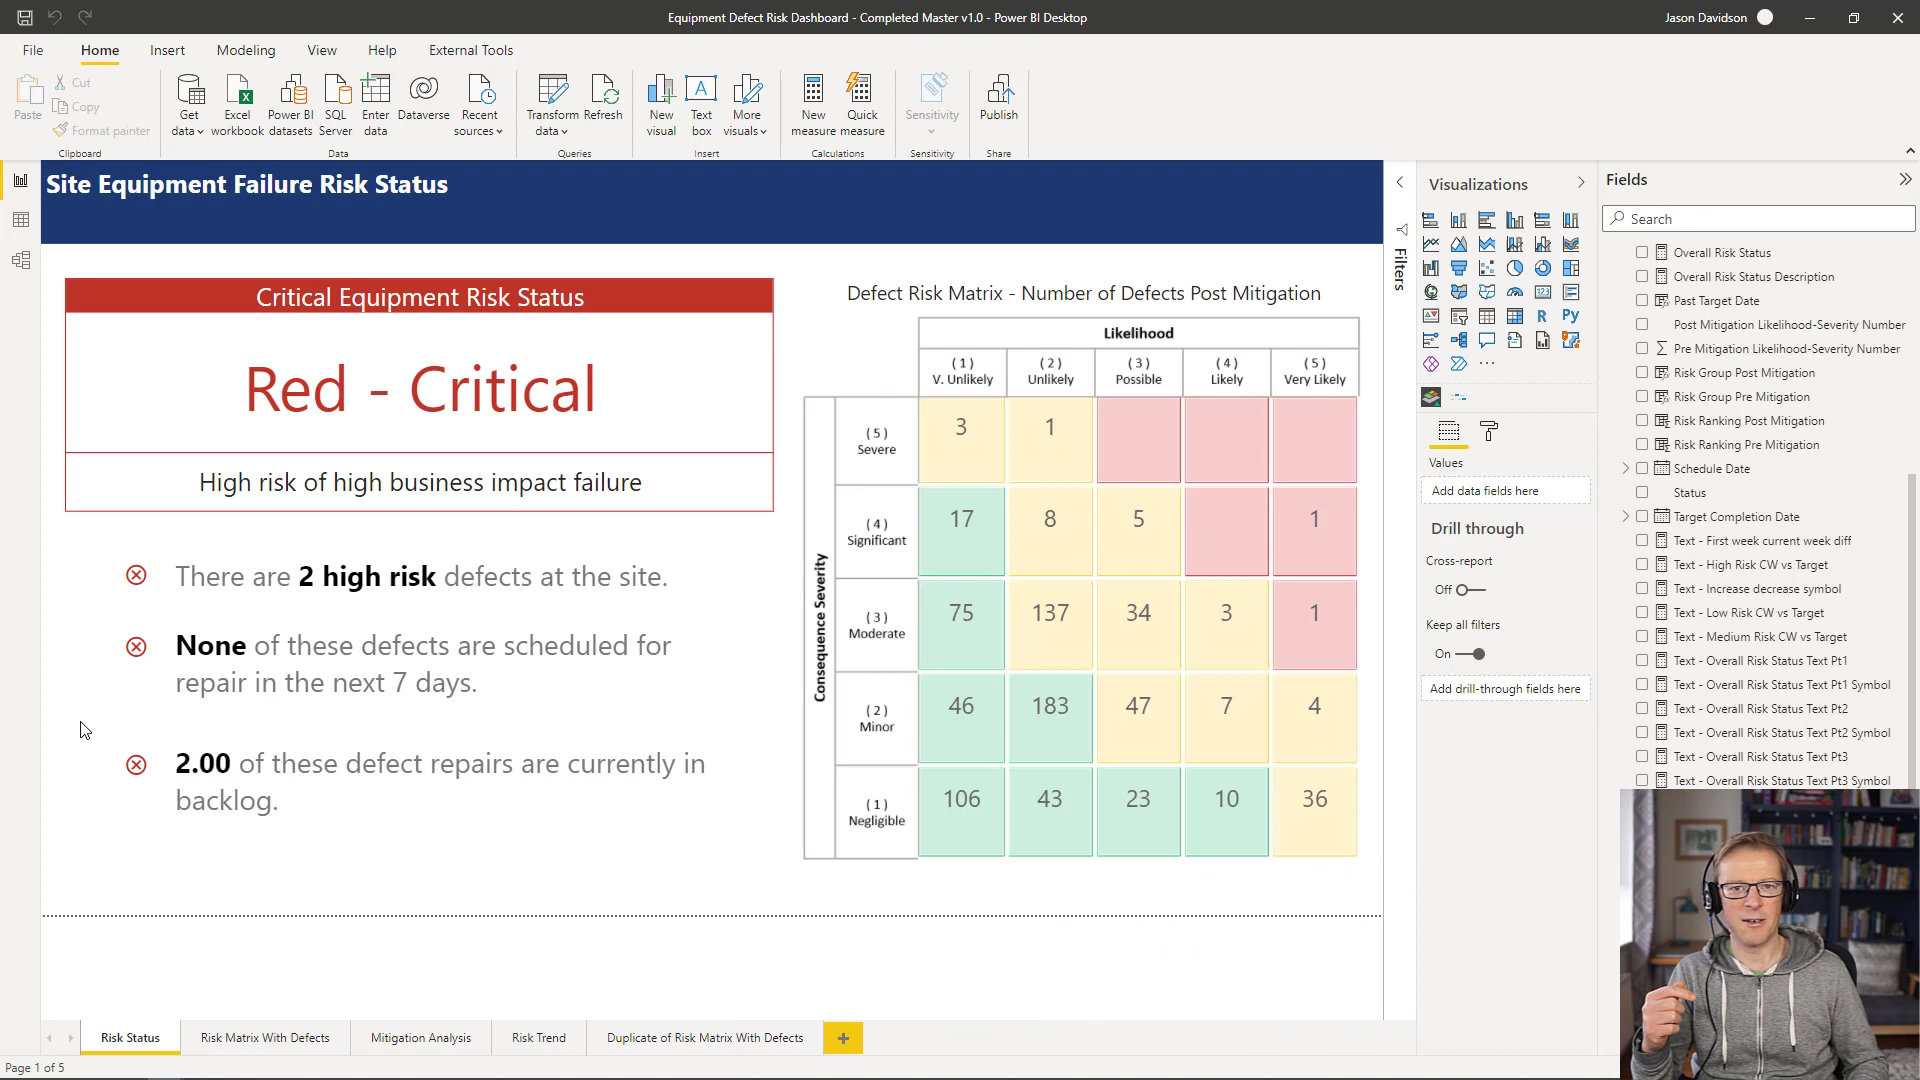 Equipment Defect Risk Dashboard - Completed Master v1.0 - Power BI Desktop
Jason Davidson
File
Home
Insert
Modeling
View
Help
External Tools
Paste
Cut
Copy
Format painter
Clipboard
Get data
Excel workbook
Power BI datasets
SQL Server
Enter data
Dataverse
Recent sources
Data
Transform data
Refresh
Queries
New visual
A
Text box
More visuals
Insert
New measure
Quick measure
Calculations
Sensitivity
Sensitivity
Publish
Share
Site Equipment Failure Risk Status
Critical Equipment Risk Status
Red - Critical
High risk of high business impact failure
There are 2 high risk defects at the site.
None of these defects are scheduled for
repair in the next 7 days.
2.00 of these defect repairs are currently in
backlog.
Defect Risk Matrix - Number of Defects Post Mitigation
Likelihood
( 1 ) V. Unlikely
( 2 ) Unlikely
( 3 ) Possible
( 4 ) Likely
( 5 ) Very Likely
Consequence Severity
( 5 ) Severe
3 1
( 4 ) Significant
17 8 5 1
( 3 ) Moderate
75 137 34 3 1
( 2 ) Minor
46 183 47 7 4
( 1 ) Negligible
106 43 23 10 36
Filters
Visualizations
123
R
Py
Values
Add data fields here
Drill through
Cross-report
Off
Keep all filters
On
Add drill-through fields here
Fields
Search
Overall Risk Status
Overall Risk Status Description
Past Target Date
Post Mitigation Likelihood-Severity Number
Pre Mitigation Likelihood-Severity Number
Risk Group Post Mitigation
Risk Group Pre Mitigation
Risk Ranking Post Mitigation
Risk Ranking Pre Mitigation
Schedule Date
Status
Target Completion Date
Text - First week current week diff
Text - High Risk CW vs Target
Text - Increase decrease symbol
Text - Low Risk CW vs Target
Text - Medium Risk CW vs Target
Text - Overall Risk Status Text Pt1
Text - Overall Risk Status Text Pt1 Symbol
Text - Overall Risk Status Text Pt2
Text - Overall Risk Status Text Pt2 Symbol
Text - Overall Risk Status Text Pt3
Text - Overall Risk Status Text Pt3 Symbol
Risk Status
Risk Matrix With Defects
Mitigation Analysis
Risk Trend
Duplicate of Risk Matrix With Defects
Page 1 of 5